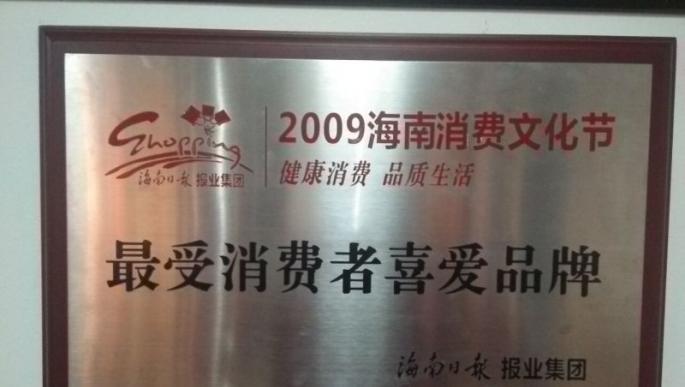 Shopping
海南日报 报业集团
2009海南消费文化节
健康消费 品质生活
最受消费者喜爱品牌
海南日报 报业集团